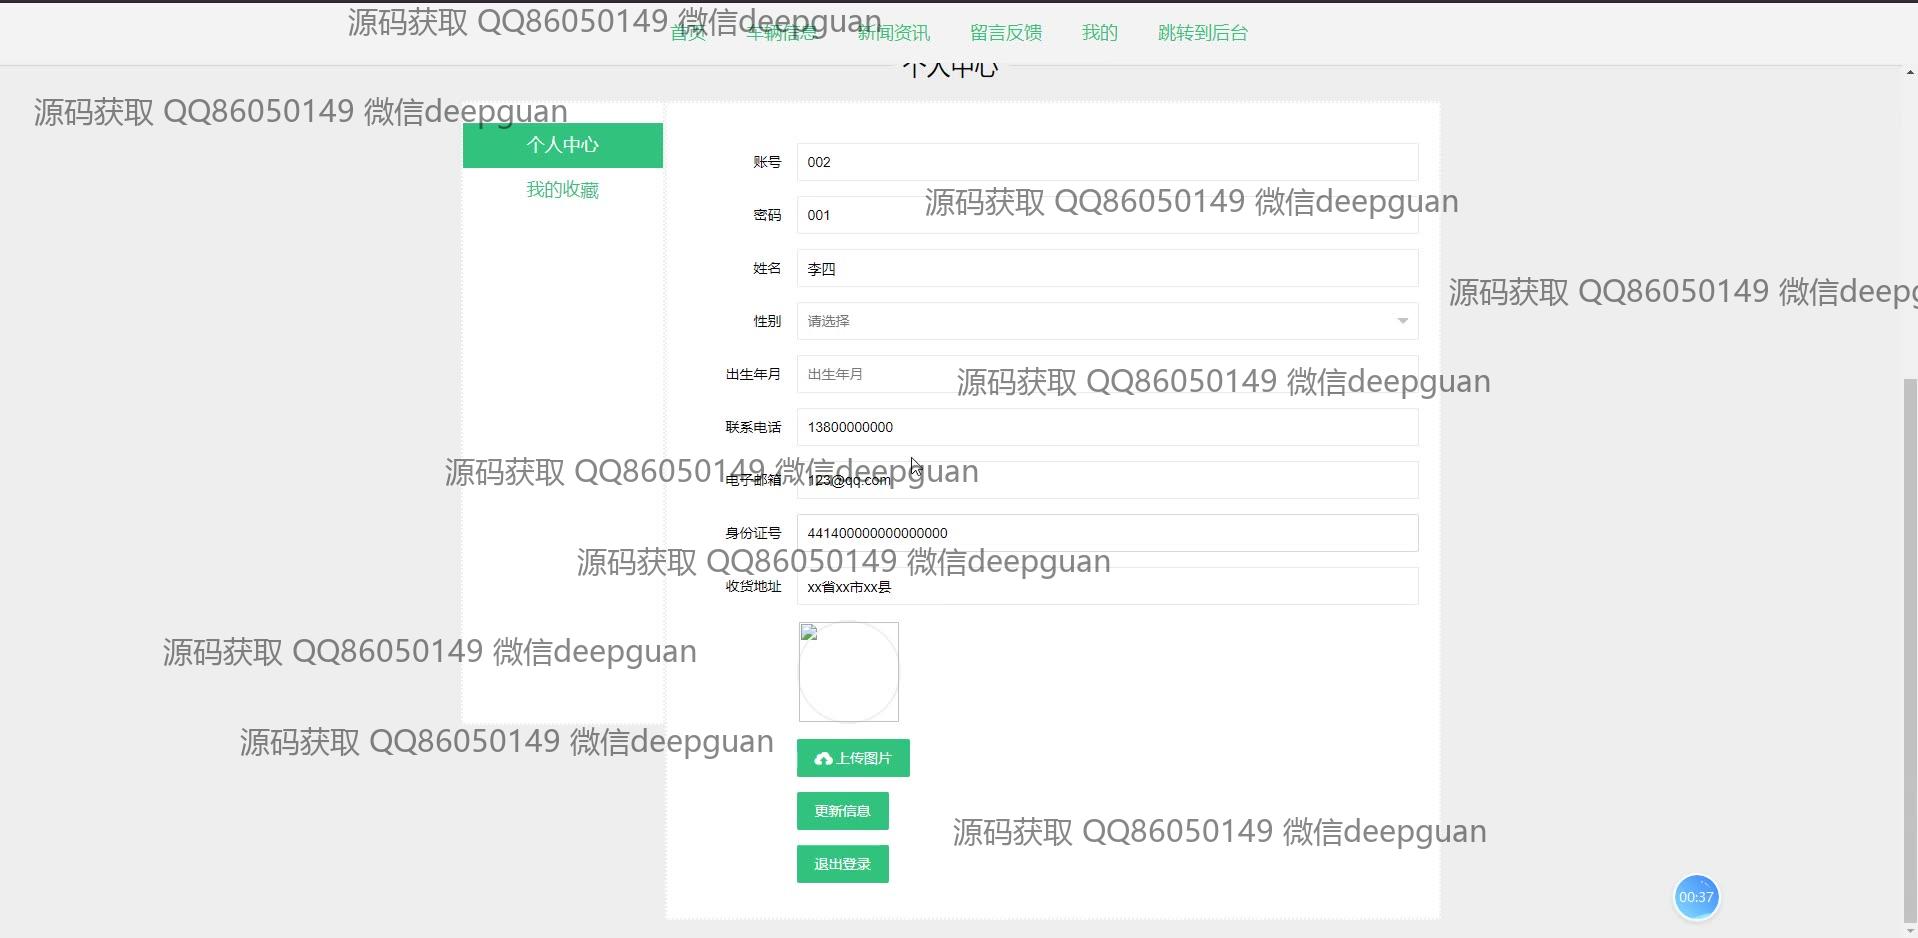 源码获取 QQ86050149 微信deepguan
首页 车辆信息 新闻资讯 留言反馈 我的 跳转到后台
个人中心
源码获取 QQ86050149 微信deepguan
个人中心
我的收藏
账号 002
源码获取 QQ86050149 微信deepguan
密码 001
姓名 李四
源码获取 QQ86050149 微信deepg
性别 请选择
出生年月 出生年月
源码获取 QQ86050149 微信deepguan
联系电话 13800000000
源码获取 QQ86050149 微信deepguan
电子邮箱 123@qq.com
身份证号 441400000000000000
源码获取 QQ86050149 微信deepguan
收货地址 xx省xx市xx县
源码获取 QQ86050149 微信deepguan
源码获取 QQ86050149 微信deepguan
上传图片
更新信息
源码获取 QQ86050149 微信deepguan
退出登录
00:37